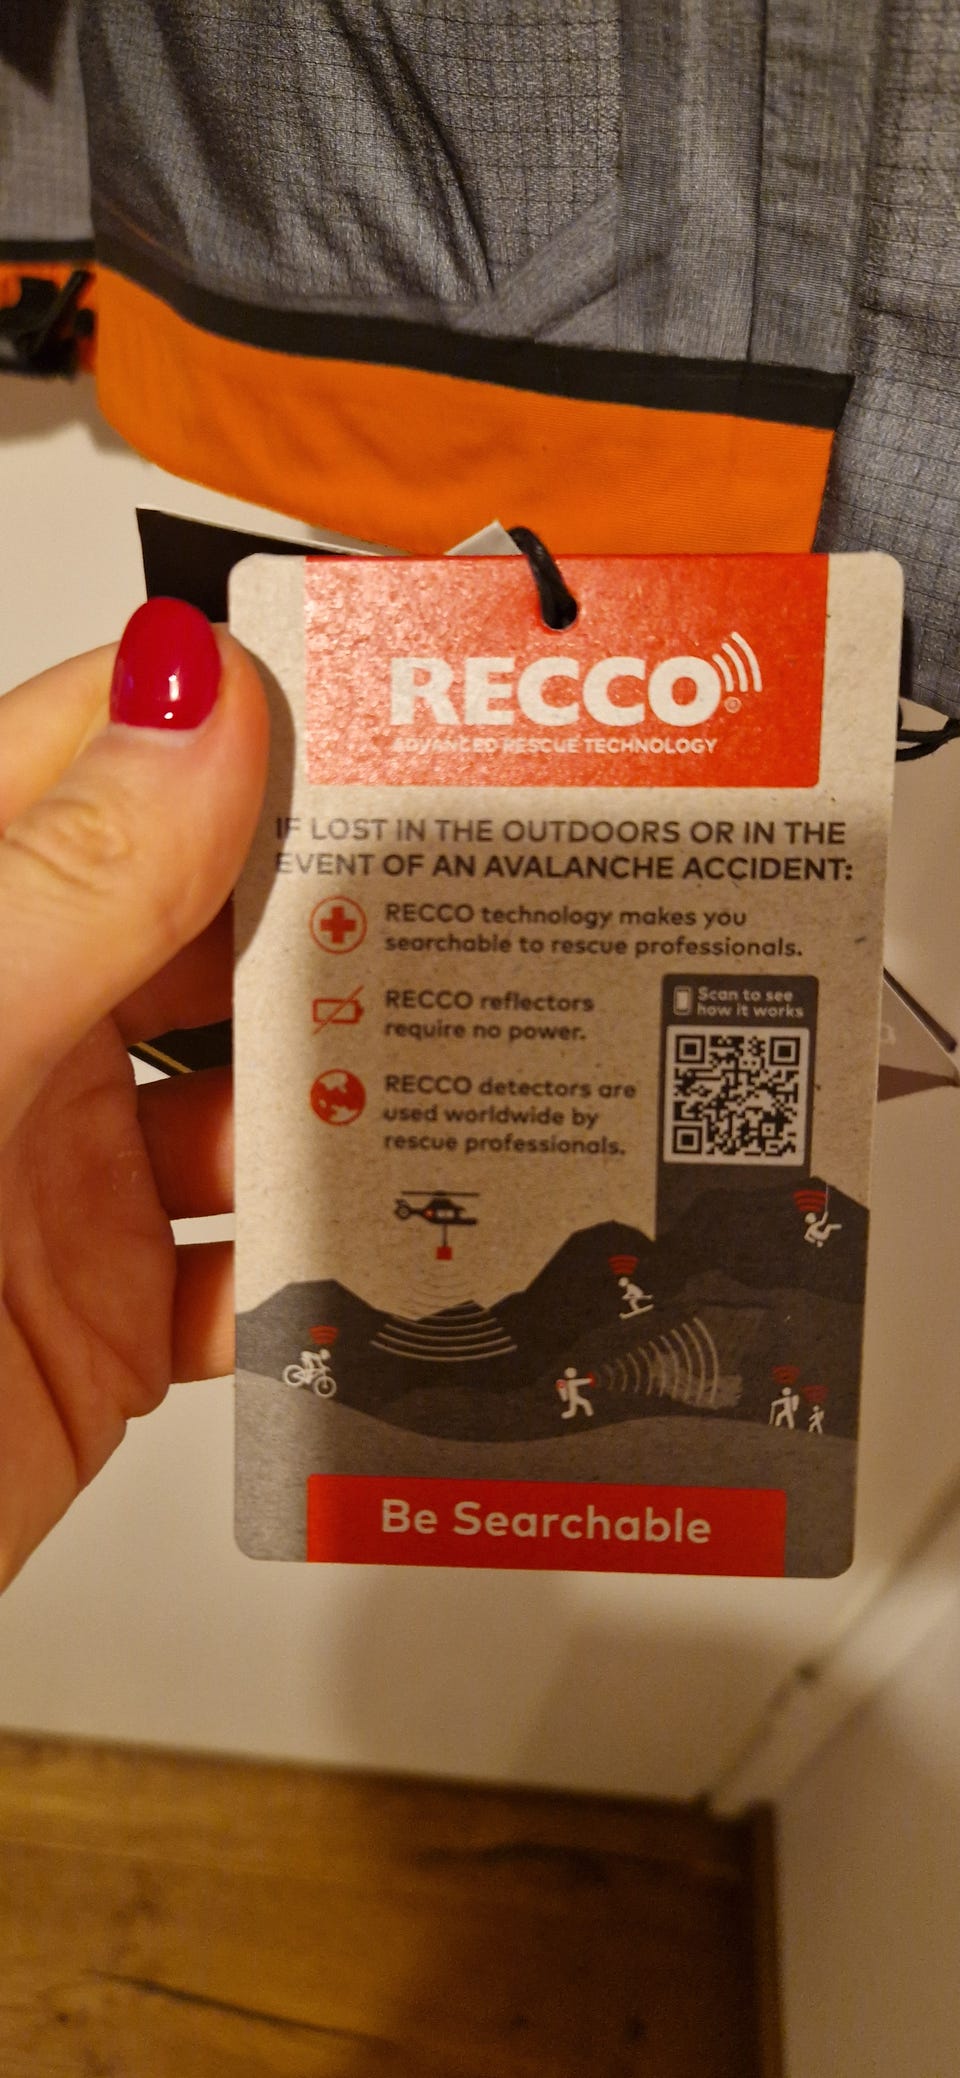 RECCO®
ADVANCED RESCUE TECHNOLOGY
IF LOST IN THE OUTDOORS OR IN THE
EVENT OF AN AVALANCHE ACCIDENT:
RECCO technology makes you
searchable to rescue professionals.
RECCO reflectors
require no power.
Scan to see
how it works
RECCO detectors are
used worldwide by
rescue professionals.
Be Searchable